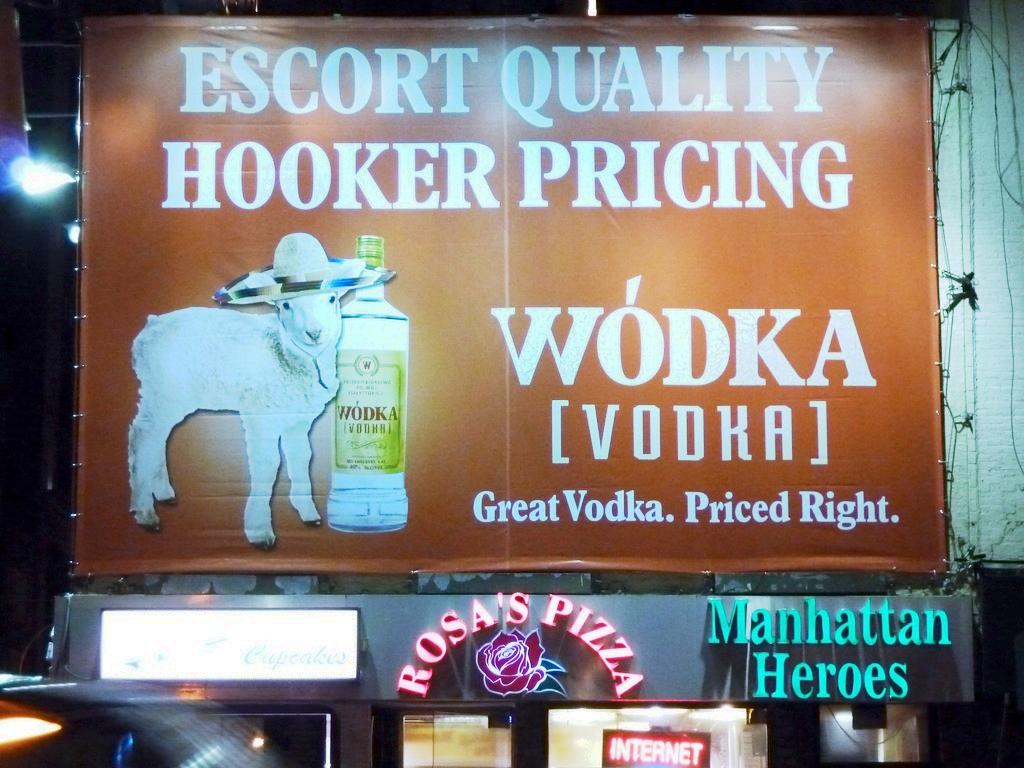 ESCORT QUALITY
HOOKER PRICING
WÓDKA
[VODKA]
Great Vodka. Priced Right.
W
WÓDKA
[VODKA]
Cupcakes
ROSA'S PIZZA
Manhattan
Heroes
INTERNET